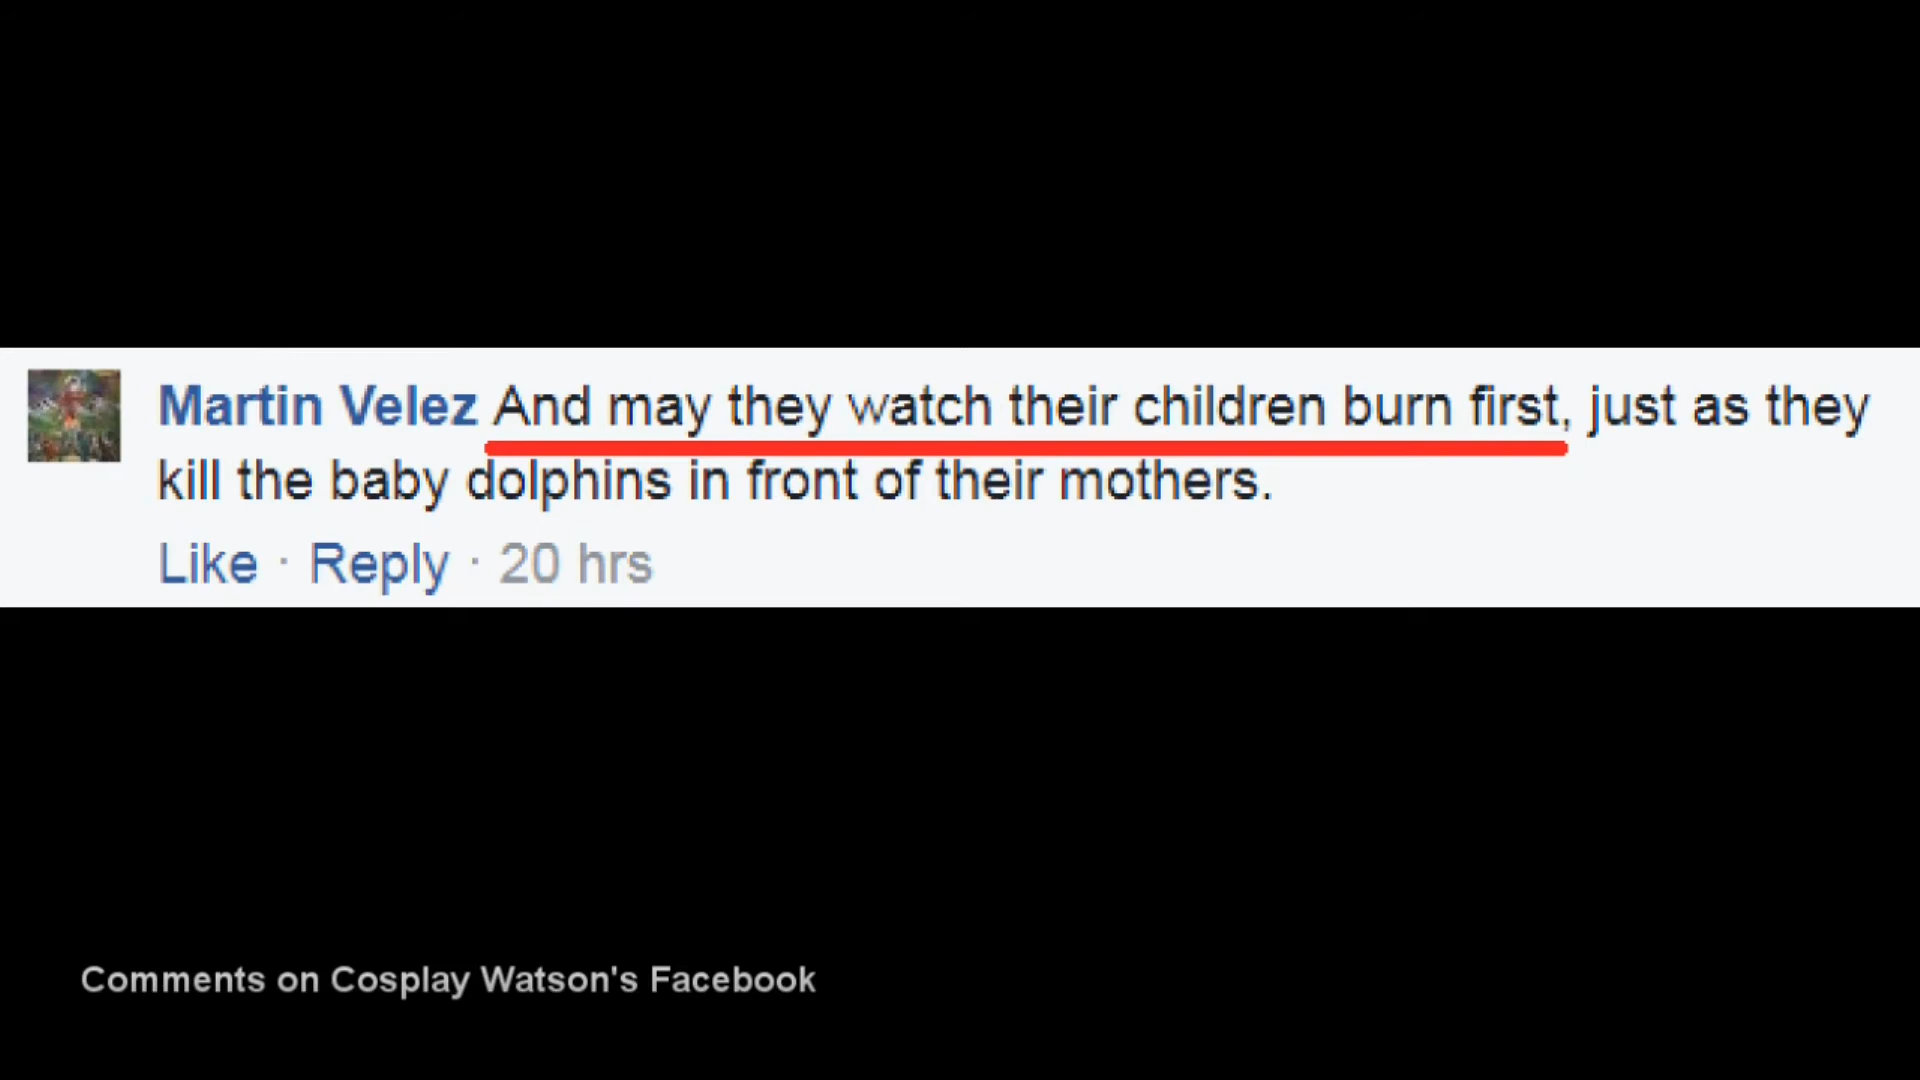 Martin Velez And may they watch their children burn first, just as they
kill the baby dolphins in front of their mothers.
Like · Reply · 20 hrs
Comments on Cosplay Watson's Facebook